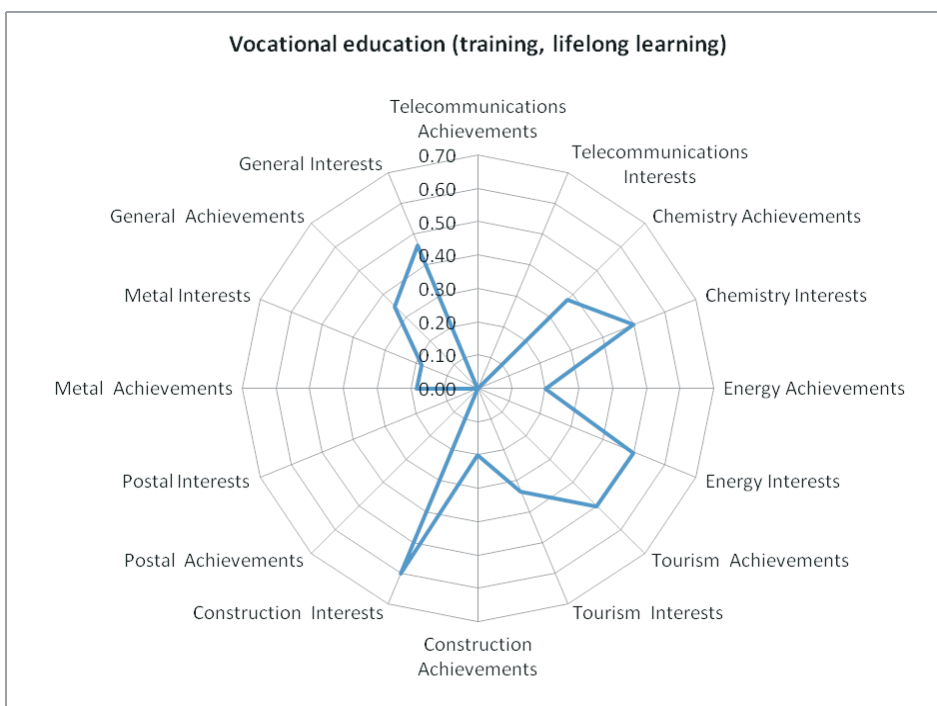 Vocational education (training, lifelong learning)
Telecommunications
Achievements
Telecommunications
Interests
Chemistry Achievements
Chemistry Interests
Energy Achievements
Energy Interests
Tourism Achievements
Tourism Interests
Construction
Achievements
Construction Interests
Postal Achievements
Postal Interests
Metal Achievements
Metal Interests
General Achievements
General Interests
0.70
0.60
0.50
0.40
0.30
0.20
0.10
0.00